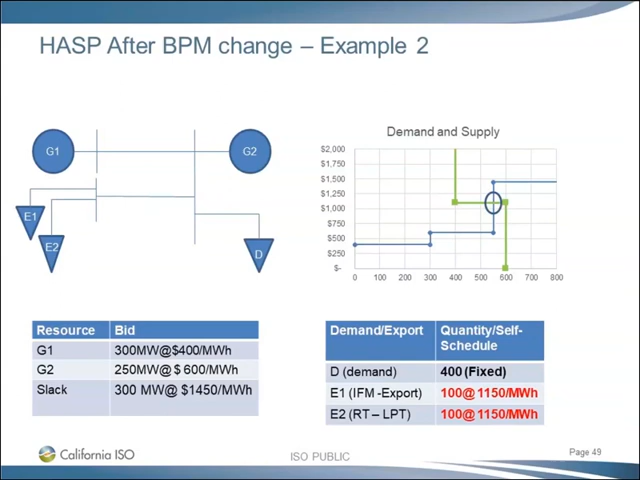 HASP After BPM change – Example 2
G1
G2
E1
E2
D
Demand and Supply
$2,000
$1,750
$1,500
$1,250
$1,000
$750
$500
$250
$-
0 100 200 300 400 500 600 700 800
Resource Bid
G1 300MW@$400/MWh
G2 250MW@$ 600/MWh
Slack 300 MW@ $1450/MWh
Demand/Export Quantity/Self-
Schedule
D (demand) 400 (Fixed)
E1 (IFM -Export) 100@ 1150/MWh
E2 (RT – LPT) 100@ 1150/MWh
California ISO
ISO PUBLIC
Page 49